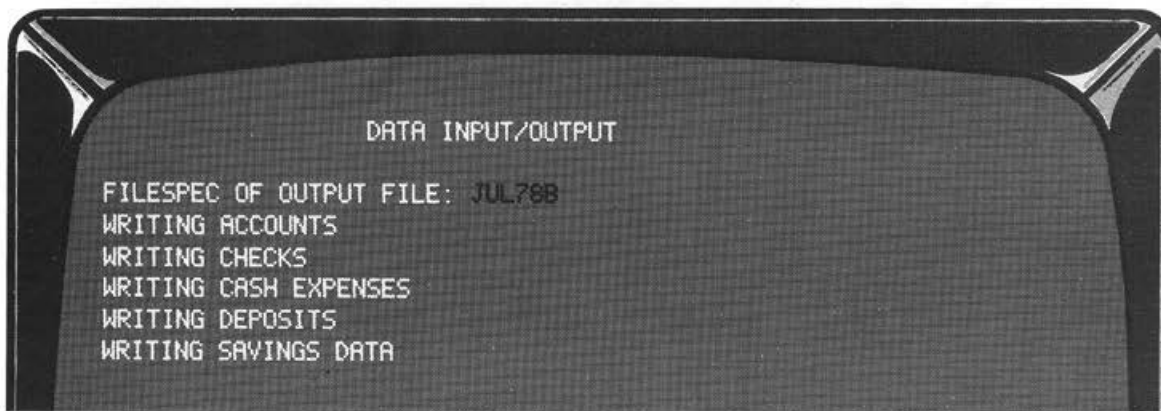 DATA INPUT/OUTPUT
FILESPEC OF OUTPUT FILE: JUL78B
WRITING ACCOUNTS
WRITING CHECKS
WRITING CASH EXPENSES
WRITING DEPOSITS
WRITING SAVINGS DATA